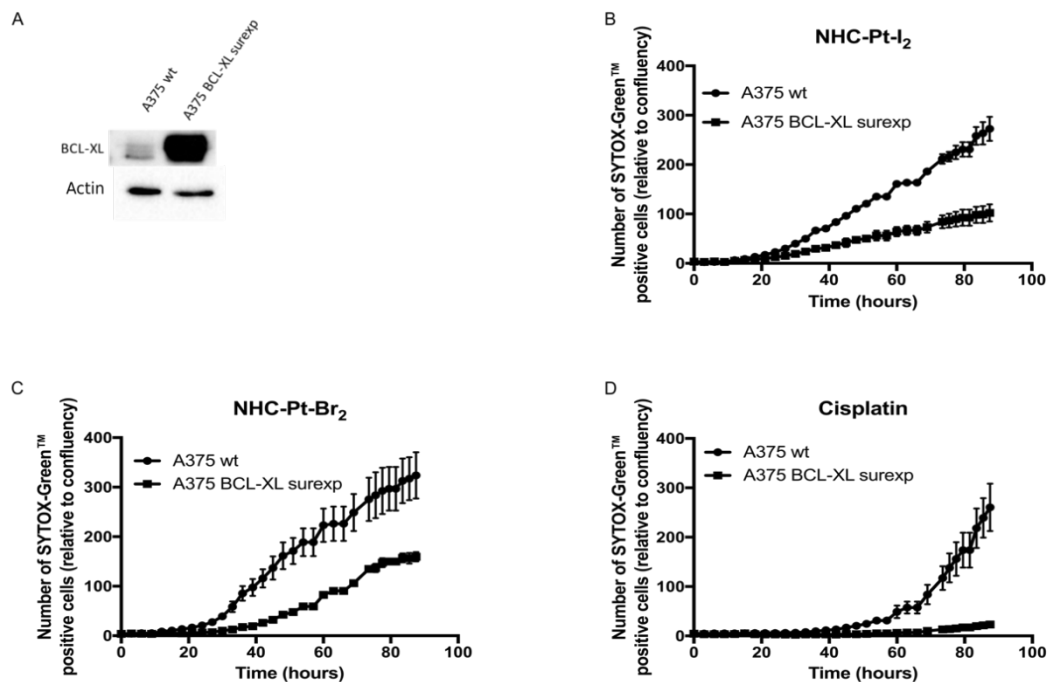 A
A375 wt
A375 BCL-XL surexp
BCL-XL
Actin
B
NHC-Pt-I₂
Number of SYTOX-Green™
positive cells (relative to confluency)
400
300
200
100
0
A375 wt
A375 BCL-XL surexp
0 20 40 60 80 100
Time (hours)
C
NHC-Pt-Br₂
Number of SYTOX-Green™
positive cells (relative to confluency)
400
300
200
100
0
A375 wt
A375 BCL-XL surexp
0 20 40 60 80 100
Time (hours)
D
Cisplatin
Number of SYTOX-Green™
positive cells (relative to confluency)
400
300
200
100
0
A375 wt
A375 BCL-XL surexp
0 20 40 60 80 100
Time (hours)